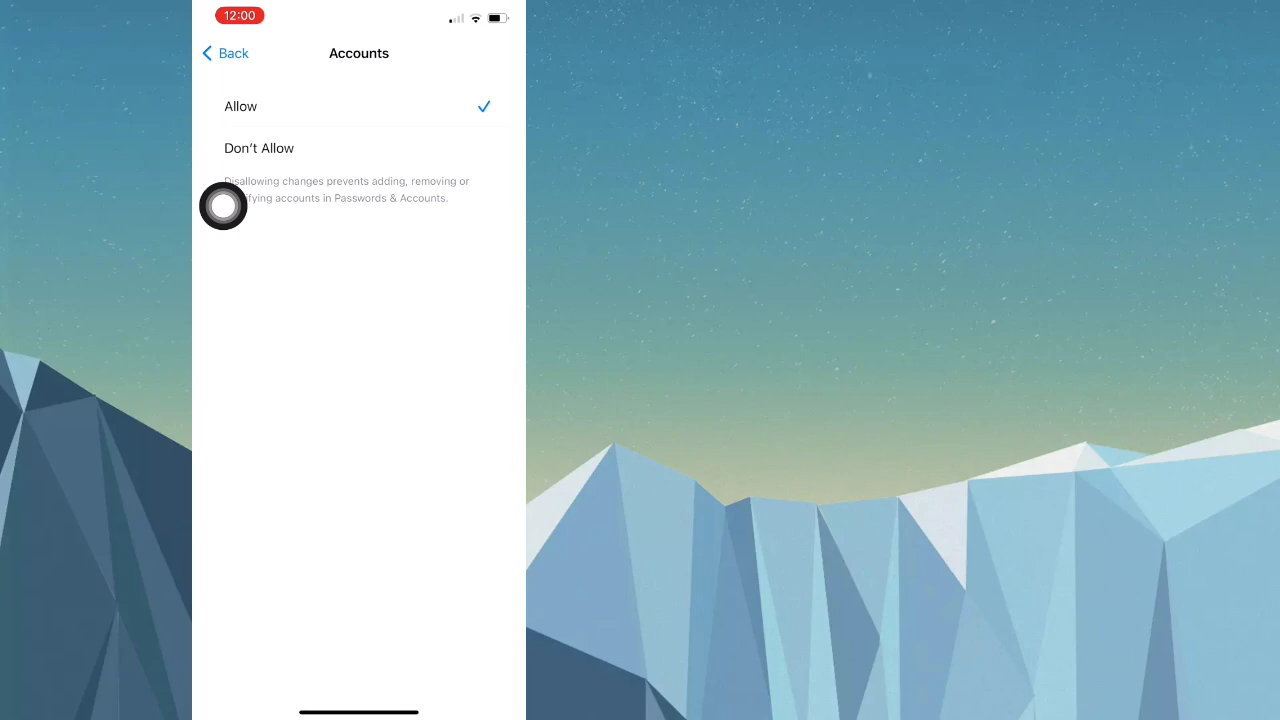 12:00
Back
Accounts
Allow
Don't Allow
Disallowing changes prevents adding, removing or
accounts in Passwords & Accounts.